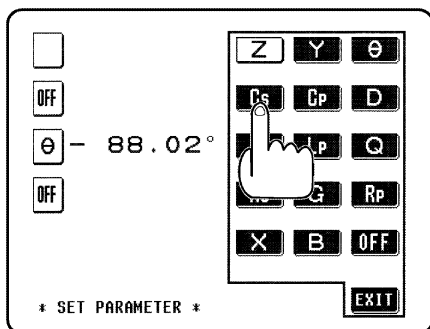 Z Y θ
OFF Cs Cp D
θ - 88.02° Lp Q
OFF G Rp
X B OFF
* SET PARAMETER * EXIT